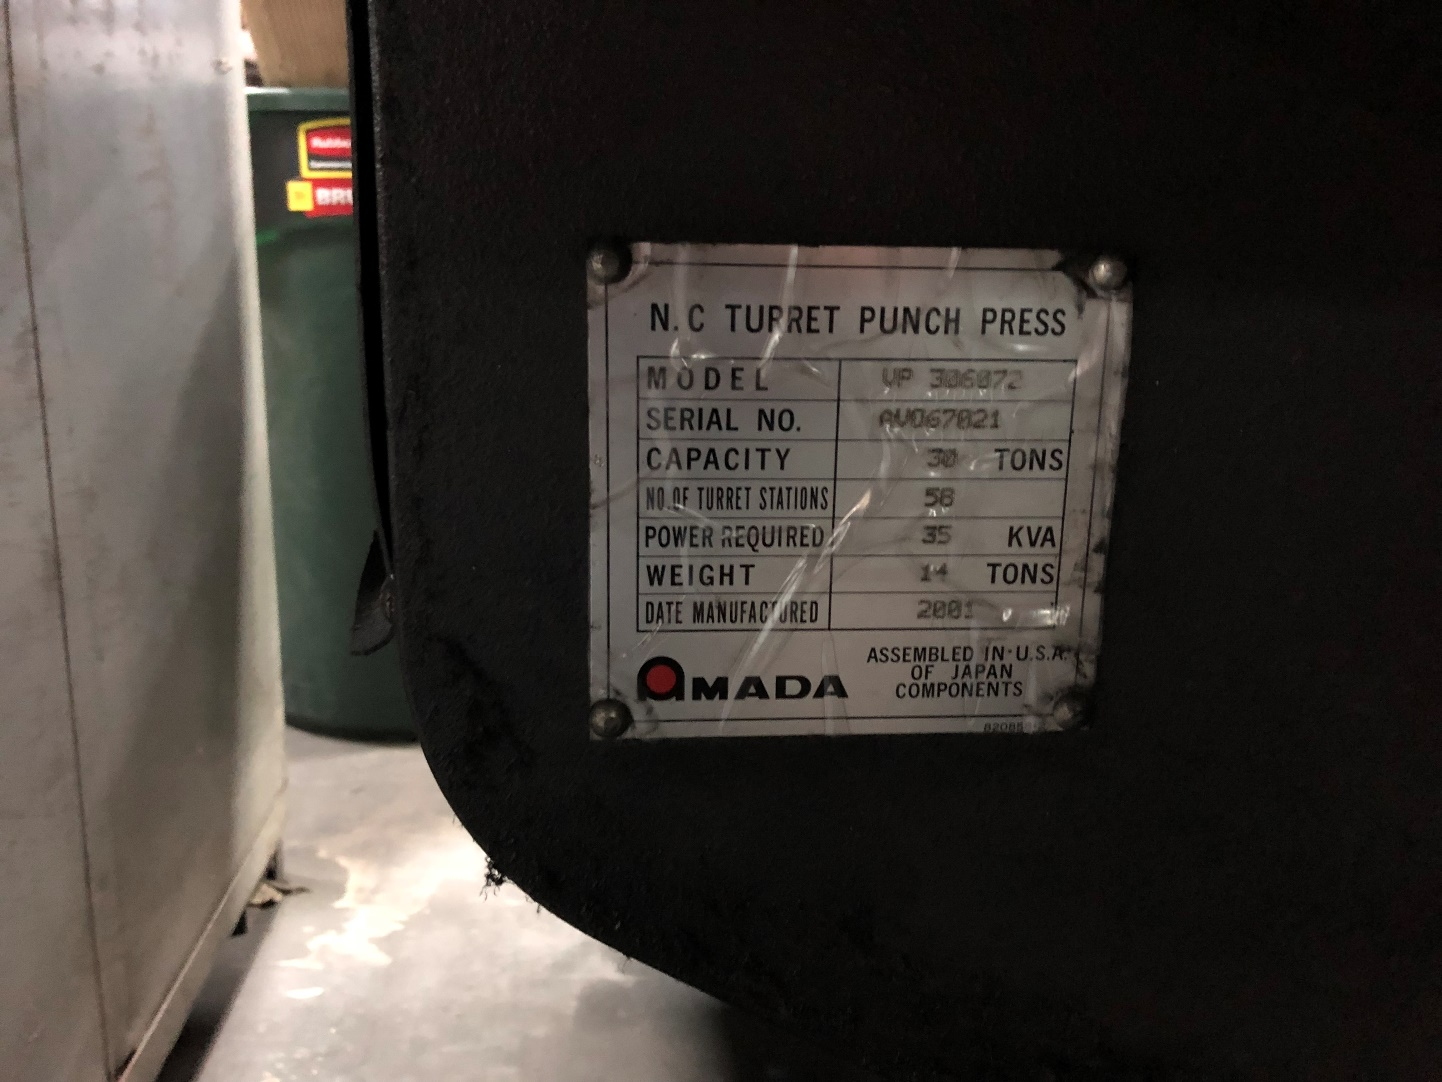 BRU
N.C TURRET PUNCH PRESS
MODEL VP 306072
SERIAL NO. AV067021
CAPACITY 30 TONS
NO.OF TURRET STATIONS 58
POWER REQUIRED 35 KVA
WEIGHT 14 TONS
DATE MANUFACTURED 2001
AMADA
ASSEMBLED IN U.S.A.
OF JAPAN
COMPONENTS